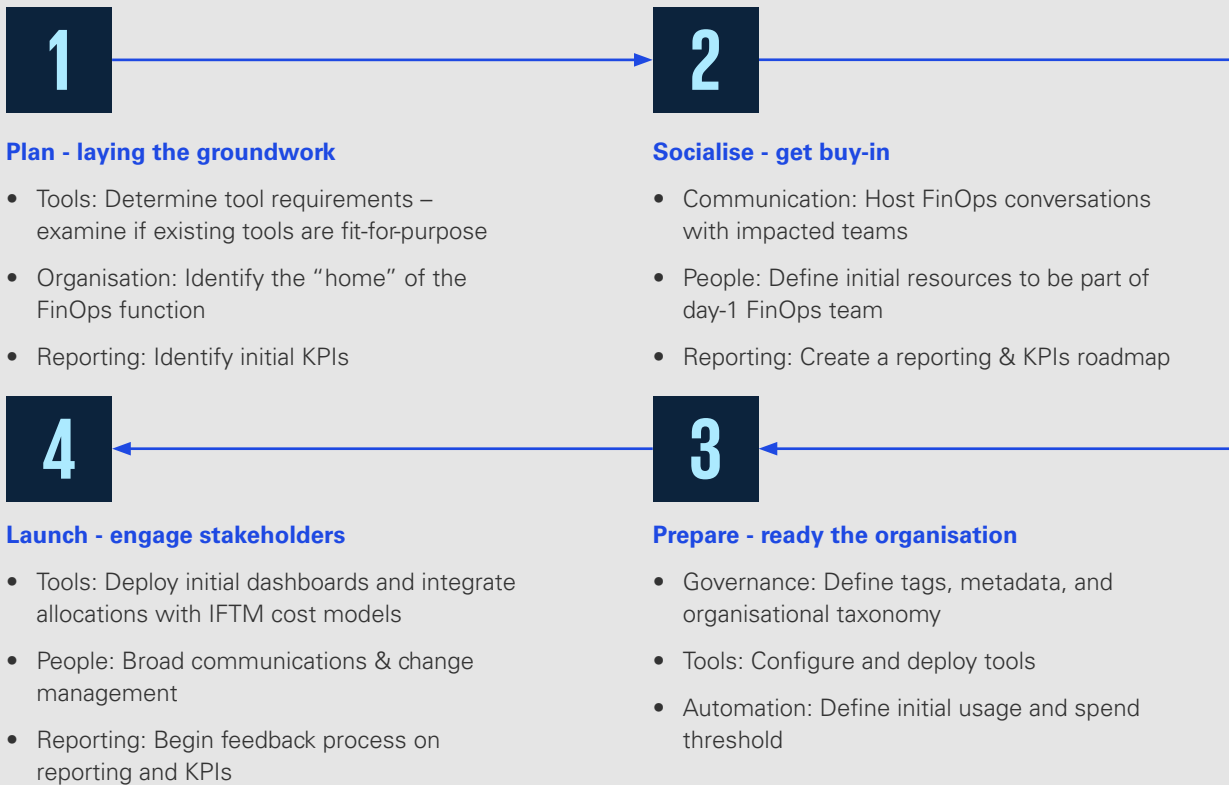 1
Plan - laying the groundwork
• Tools: Determine tool requirements –
examine if existing tools are fit-for-purpose
• Organisation: Identify the “home” of the
FinOps function
• Reporting: Identify initial KPIs
2
Socialise - get buy-in
• Communication: Host FinOps conversations
with impacted teams
• People: Define initial resources to be part of
day-1 FinOps team
• Reporting: Create a reporting & KPIs roadmap
3
Prepare - ready the organisation
• Governance: Define tags, metadata, and
organisational taxonomy
• Tools: Configure and deploy tools
• Automation: Define initial usage and spend
threshold
4
Launch - engage stakeholders
• Tools: Deploy initial dashboards and integrate
allocations with IFTM cost models
• People: Broad communications & change
management
• Reporting: Begin feedback process on
reporting and KPIs